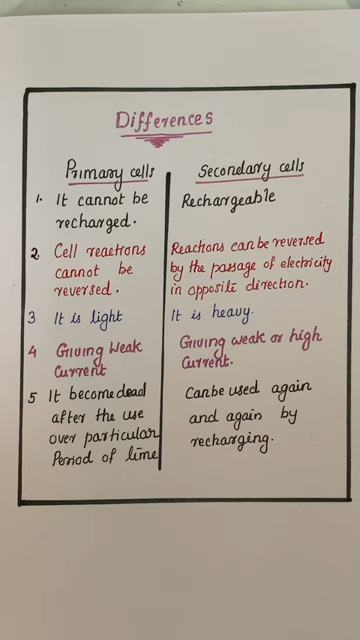 Differences
Primary cells
Secondary cells
1. It cannot be
recharged.
Rechargeable
2. Cell reactions
cannot be
reversed.
Reactions can be reversed
by the passage of electricity
in opposite direction.
3 It is light
It is heavy.
4 Giving Weak
Current
Giving weak or high
Current.
5 It become dead
after the use
over particular
Period of time
Can be used again
and again by
recharging.